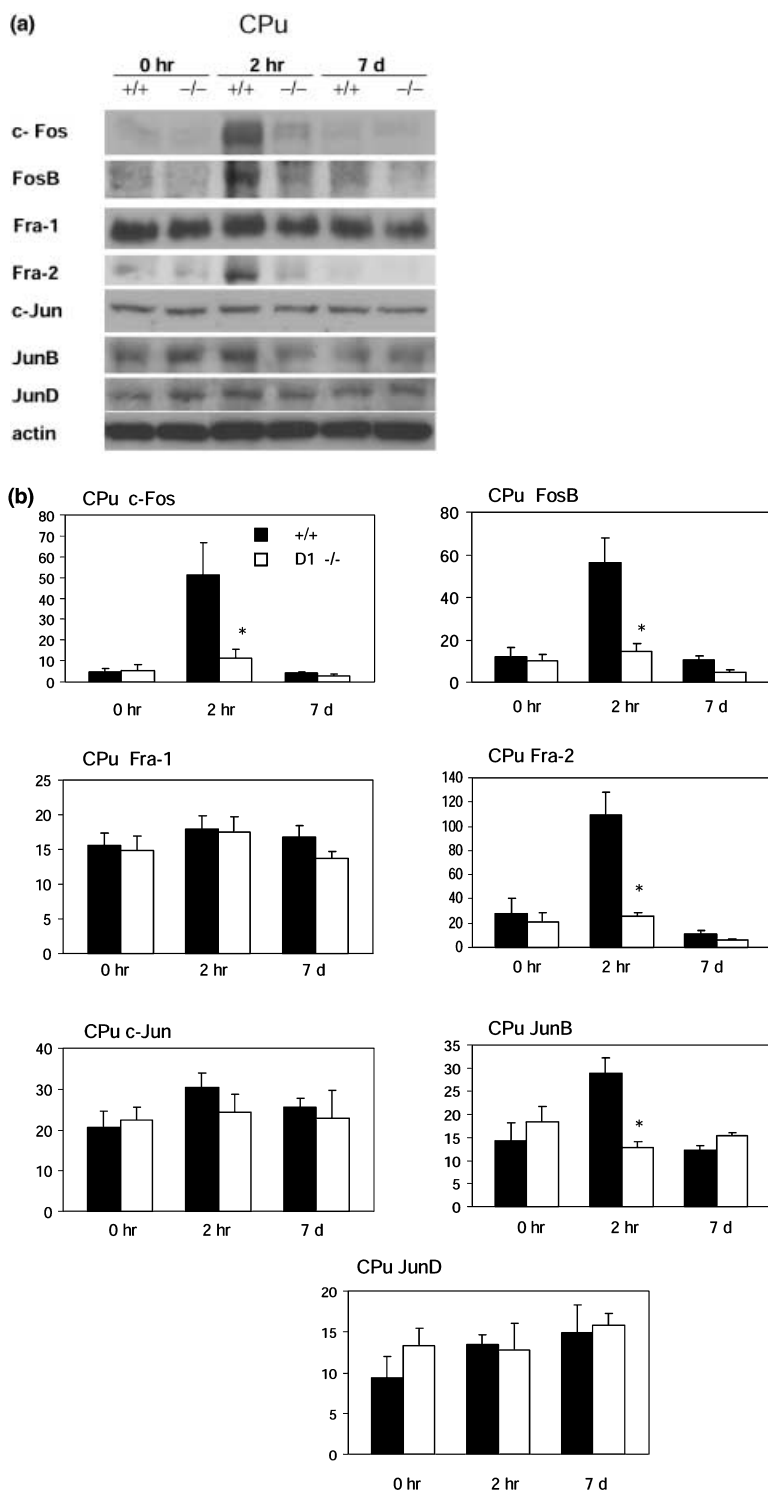 (a) CPu
0 hr 2 hr 7 d
+/+ –/– +/+ –/– +/+ –/–
c- Fos
FosB
Fra-1
Fra-2
c-Jun
JunB
JunD
actin
(b)
CPu c-Fos
80
70
60
50
40
30
20
10
0
+/+
D1 -/-
*
0 hr 2 hr 7 d
CPu FosB
80
60
40
20
0
*
0 hr 2 hr 7 d
CPu Fra-1
25
20
15
10
5
0
0 hr 2 hr 7 d
CPu Fra-2
140
120
100
80
60
40
20
0
*
0 hr 2 hr 7 d
CPu c-Jun
40
30
20
10
0
0 hr 2 hr 7 d
CPu JunB
35
30
25
20
15
10
5
0
*
0 hr 2 hr 7 d
CPu JunD
20
15
10
5
0
0 hr 2 hr 7 d